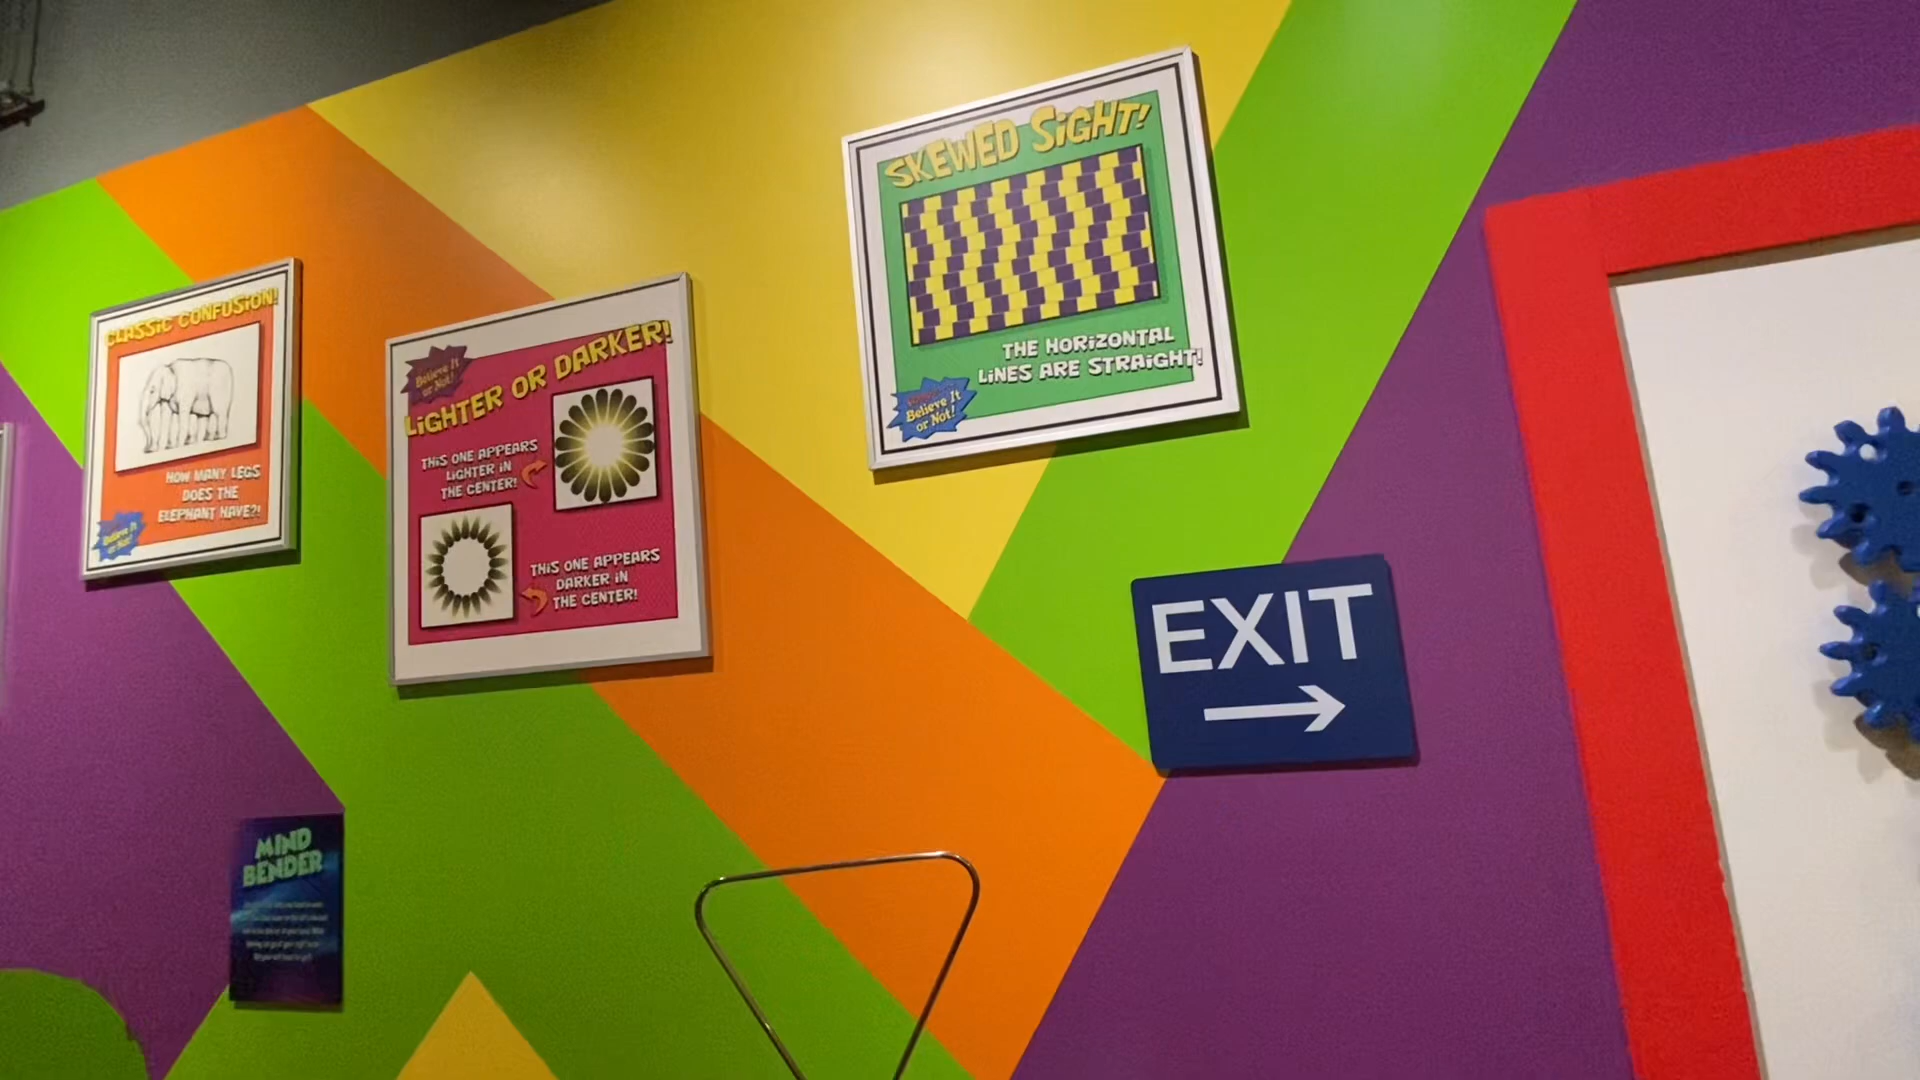 CLASSIC CONFUSION!
HOW MANY LEGS
DOES THE
ELEPHANT HAVE?!
Believe It
or Not!
Believe It
or Not!
LIGHTER OR DARKER!
THIS ONE APPEARS
LIGHTER IN
THE CENTER!
THIS ONE APPEARS
DARKER IN
THE CENTER!
SKEWED SIGHT!
THE HORIZONTAL
LINES ARE STRAIGHT!
Believe It
or Not!
EXIT
MIND
BENDER